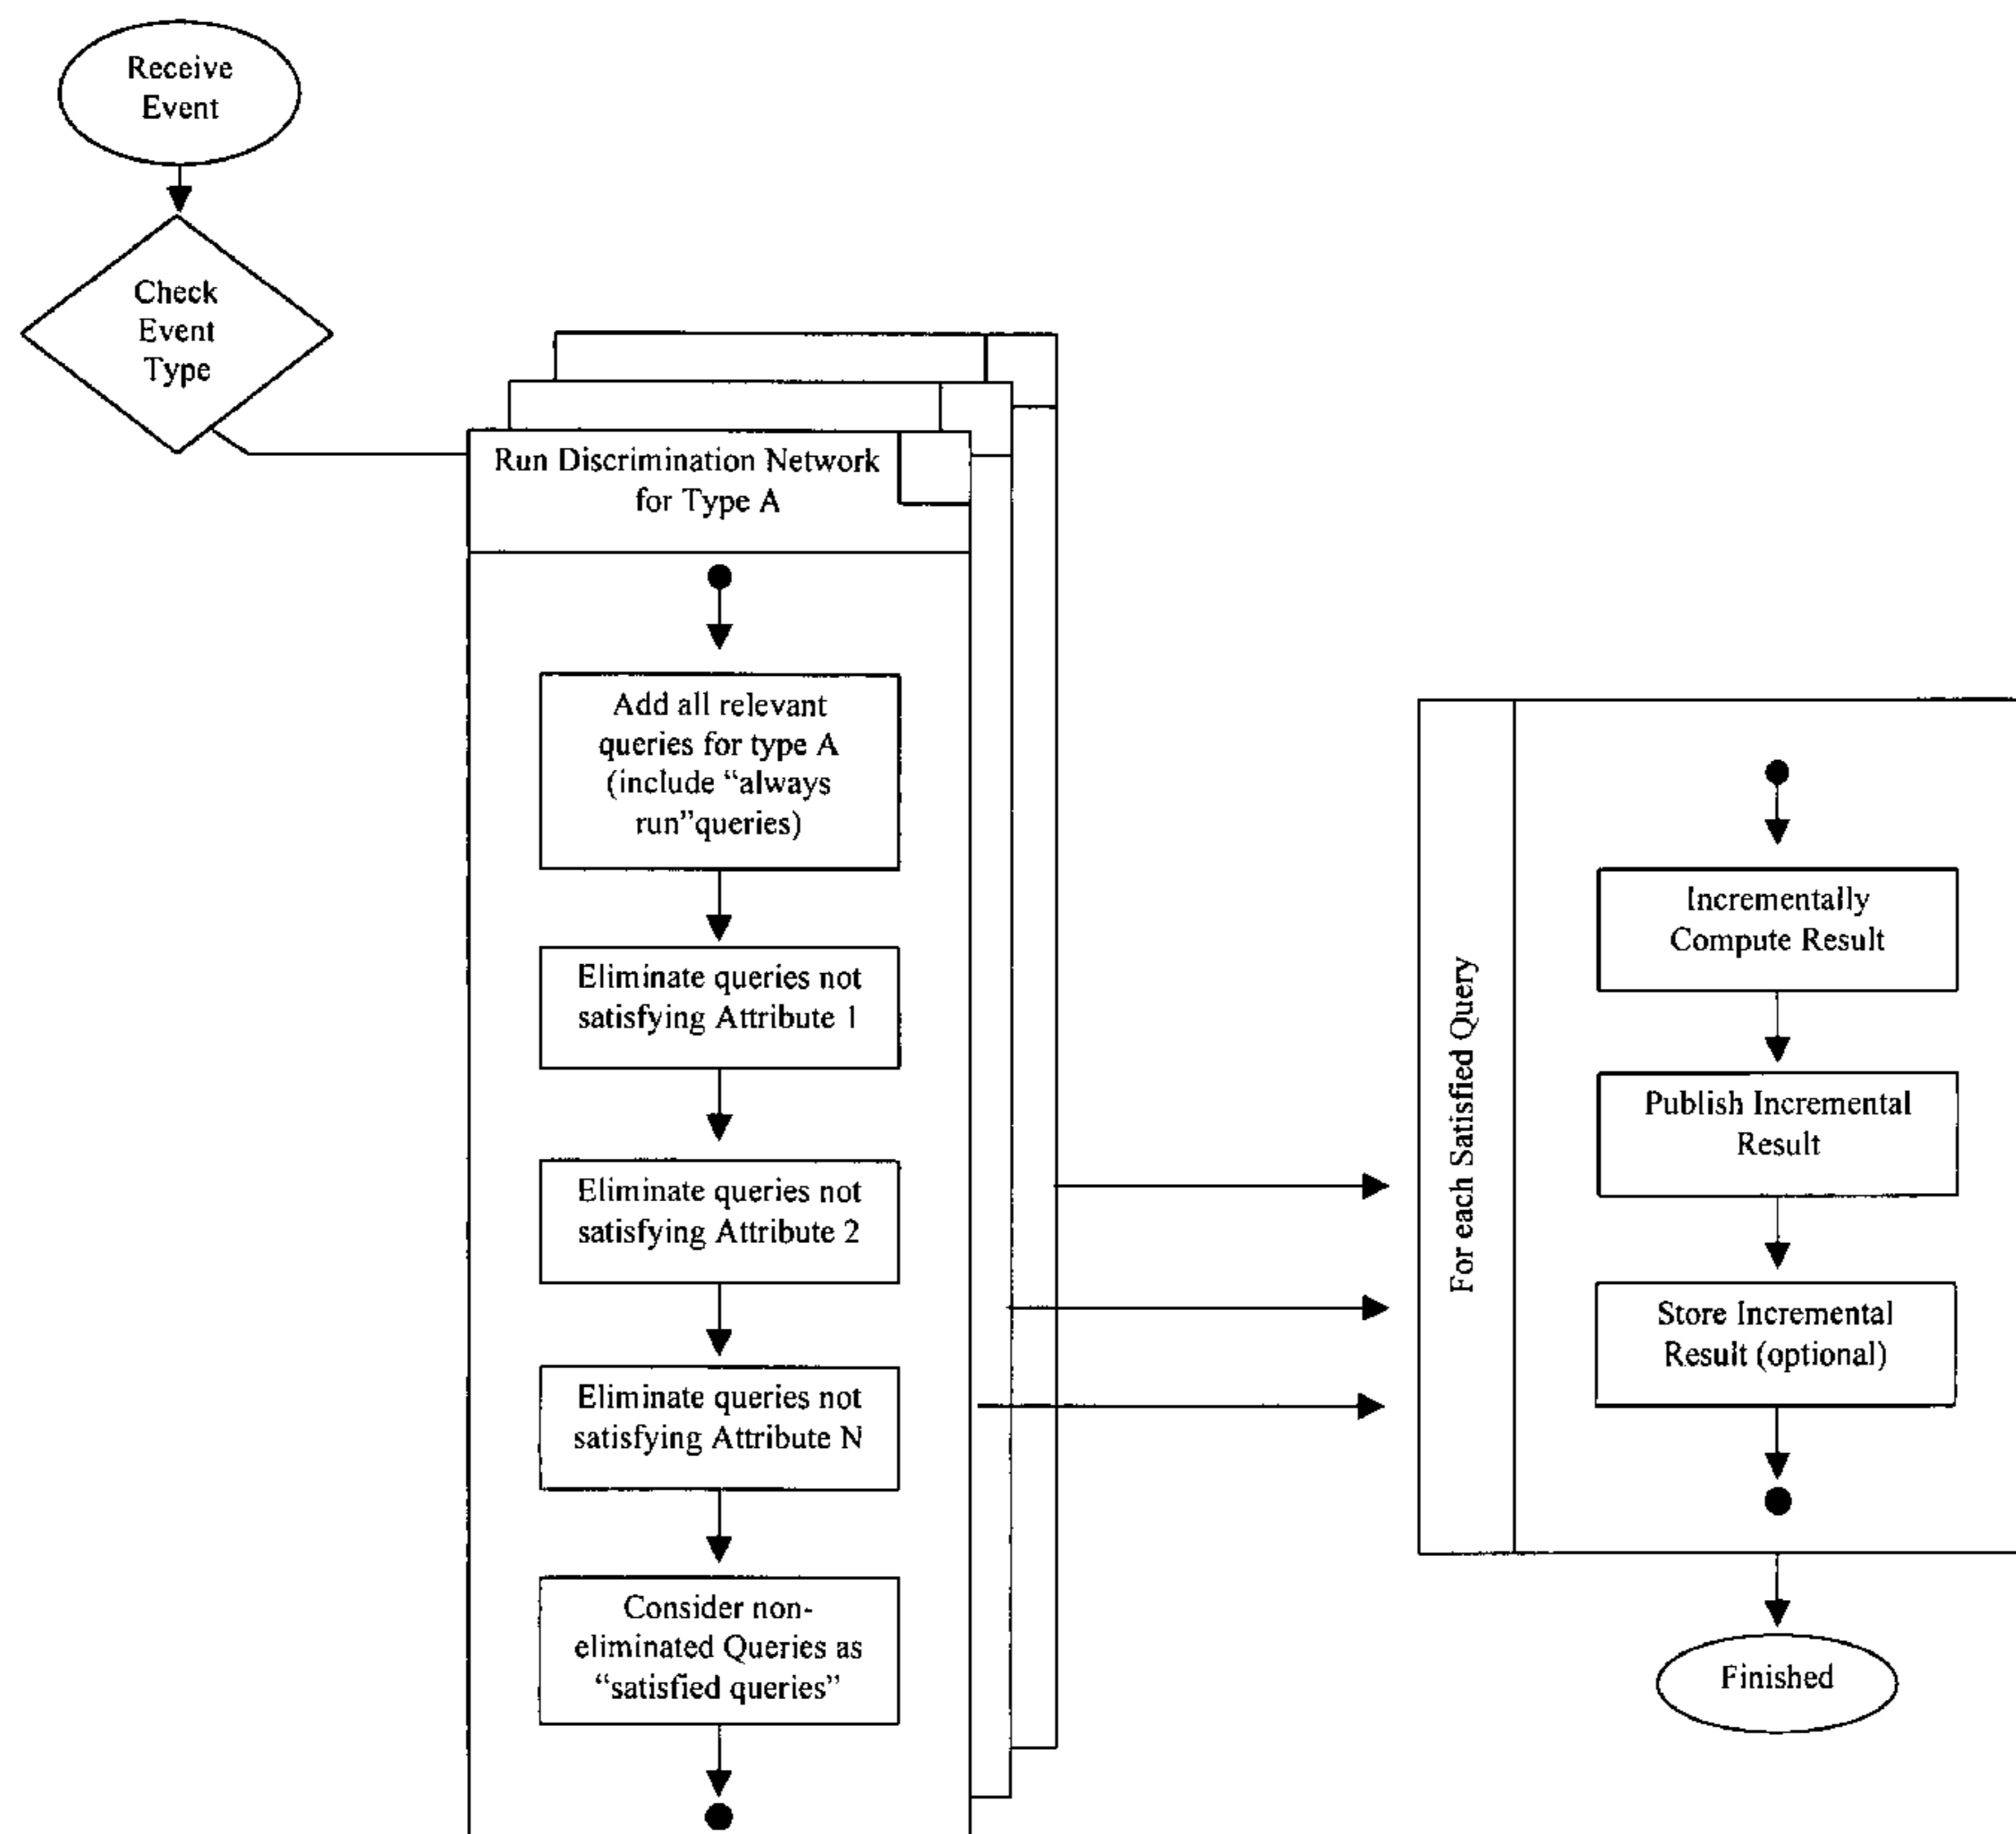 Receive
Event
Check
Event
Type
Run Discrimination Network
for Type A
Add all relevant
queries for type A
(include “always
run”queries)
Eliminate queries not
satisfying Attribute 1
Eliminate queries not
satisfying Attribute 2
Eliminate queries not
satisfying Attribute N
Consider non-
eliminated Queries as
“satisfied queries”
For each Satisfied Query
Incrementally
Compute Result
Publish Incremental
Result
Store Incremental
Result (optional)
Finished